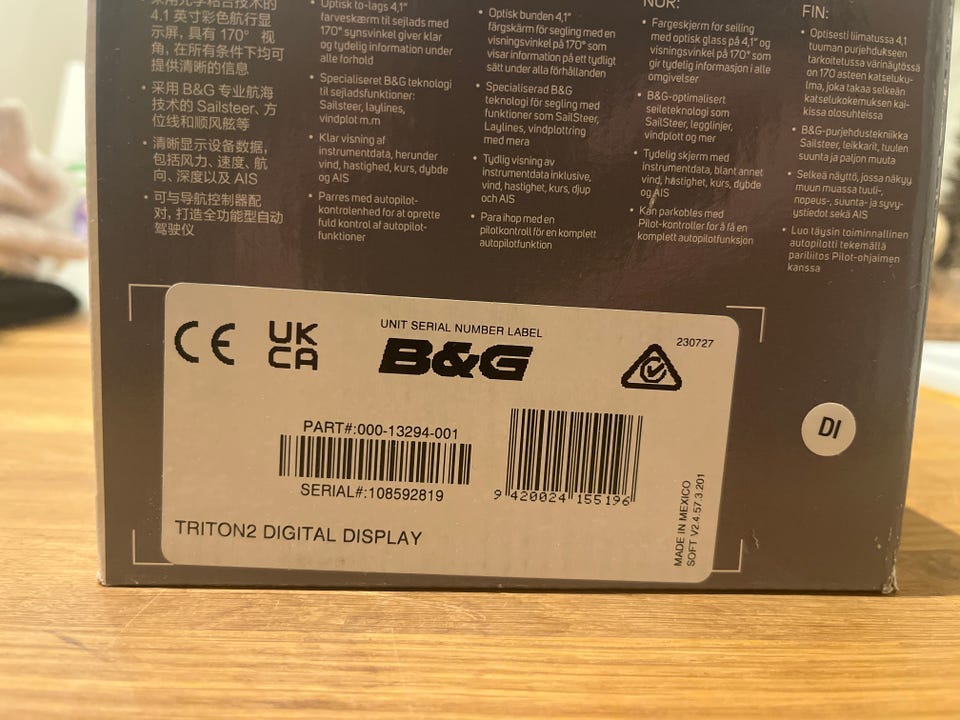 采用光学粘合技术的
4.1 英寸彩色航行显
示屏，具有 170° 视
角，在所有条件下均可
提供清晰的信息
• 采用 B&G 专业航海
技术的 Sailsteer、方
位线和顺风舷等
• 清晰显示设备数据，
包括风力、速度、航
向、深度以及 AIS
• 可与导航控制器配
对，打造全功能型自动
驾驶仪
• Optisk to-lags 4,1"
farveskærm til sejlads med
170° synsvinkel giver klar
og tydelig information under
alle forhold
• Specialiseret B&G teknologi
til sejladsfunktioner:
Sailsteer, laylines,
vindplot m.m
• Klar visning af
instrumentdata, herunder
vind, hastighed, kurs, dybde
og AIS
• Parres med autopilot-
kontrolenhed for at oprette
fuld kontrol af autopilot-
funktioner
• Optisk bunden 4,1"
färgskärm för segling med en
visningsvinkel på 170° som
visar information på ett tydligt
sätt under alla förhållanden
• Specialiserad B&G
teknologi för segling med
funktioner som SailSteer,
Laylines, vindplottring
med mera
• Tydlig visning av
instrumentdata inklusive,
vind, hastighet, kurs, djup
och AIS
• Para ihop med en
pilotkontroll för en komplett
autopilotfunktion
NOR:
• Fargeskjerm for seiling
med optisk glass på 4,1" og
visningsvinkel på 170° som
gir tydelig informasjon i alle
omgivelser
• B&G-optimalisert
seileteknologi som
SailSteer, legglinjer,
vindplott og mer
• Tydelig skjerm med
instrumentdata, blant annet
vind, hastighet, kurs, dybde
og AIS
• Kan parkobles med
Pilot-kontroller for å få en
komplett autopilotfunksjon
FIN:
• Optisesti liimatussa 4,1
tuuman purjehdukseen
tarkoitetussa värinäytössä
on 170 asteen katseluku-
lma, joka takaa selkeän
katselukokemuksen kai-
kissa olosuhteissa
• B&G-purjehdustekniikka
Sailsteer, leikkarit, tuulen
suunta ja paljon muuta
• Selkeä näyttö, jossa näkyy
muun muassa tuuli-,
nopeus-, suunta- ja syvy-
ystiedot sekä AIS
• Luo täysin toiminnallinen
autopilotti tekemällä
pariliitos Pilot-ohjaimen
kanssa
CE
UK
CA
UNIT SERIAL NUMBER LABEL
B&G
230727
PART#:000-13294-001
SERIAL#:108592819
9 420024 155196
TRITON2 DIGITAL DISPLAY
MADE IN MEXICO
SOFT V2.4.57.3.201
DI